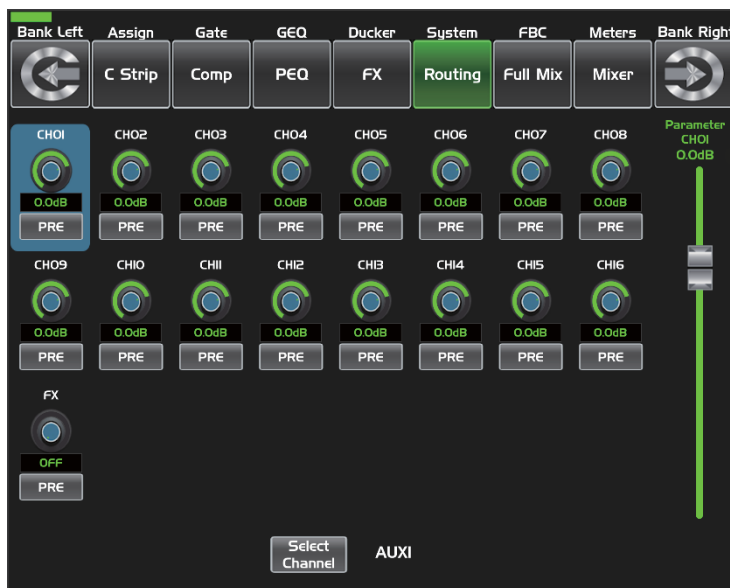 Bank Left Assign Gate GEQ Ducker System FBC Meters Bank Right
C Strip Comp PEQ FX Routing Full Mix Mixer
CH01 CH02 CH03 CH04 CH05 CH06 CH07 CH08
0.0dB 0.0dB 0.0dB 0.0dB 0.0dB 0.0dB 0.0dB 0.0dB
PRE PRE PRE PRE PRE PRE PRE PRE
Parameter
CH01
0.0dB
CH09 CH10 CH11 CH12 CH13 CH14 CH15 CH16
0.0dB 0.0dB 0.0dB 0.0dB 0.0dB 0.0dB 0.0dB 0.0dB
PRE PRE PRE PRE PRE PRE PRE PRE
FX
OFF
PRE
Select
Channel
AUX1